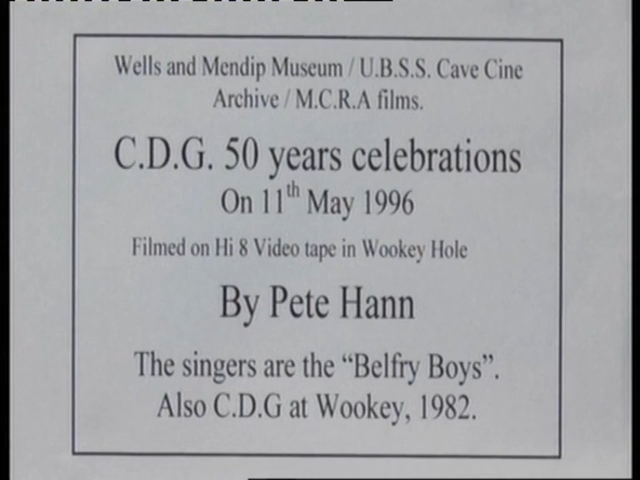 Wells and Mendip Museum / U.B.S.S. Cave Cine
Archive / M.C.R.A films.
C.D.G. 50 years celebrations
On 11th May 1996
Filmed on Hi 8 Video tape in Wookey Hole
By Pete Hann
The singers are the “Belfry Boys”.
Also C.D.G at Wookey, 1982.